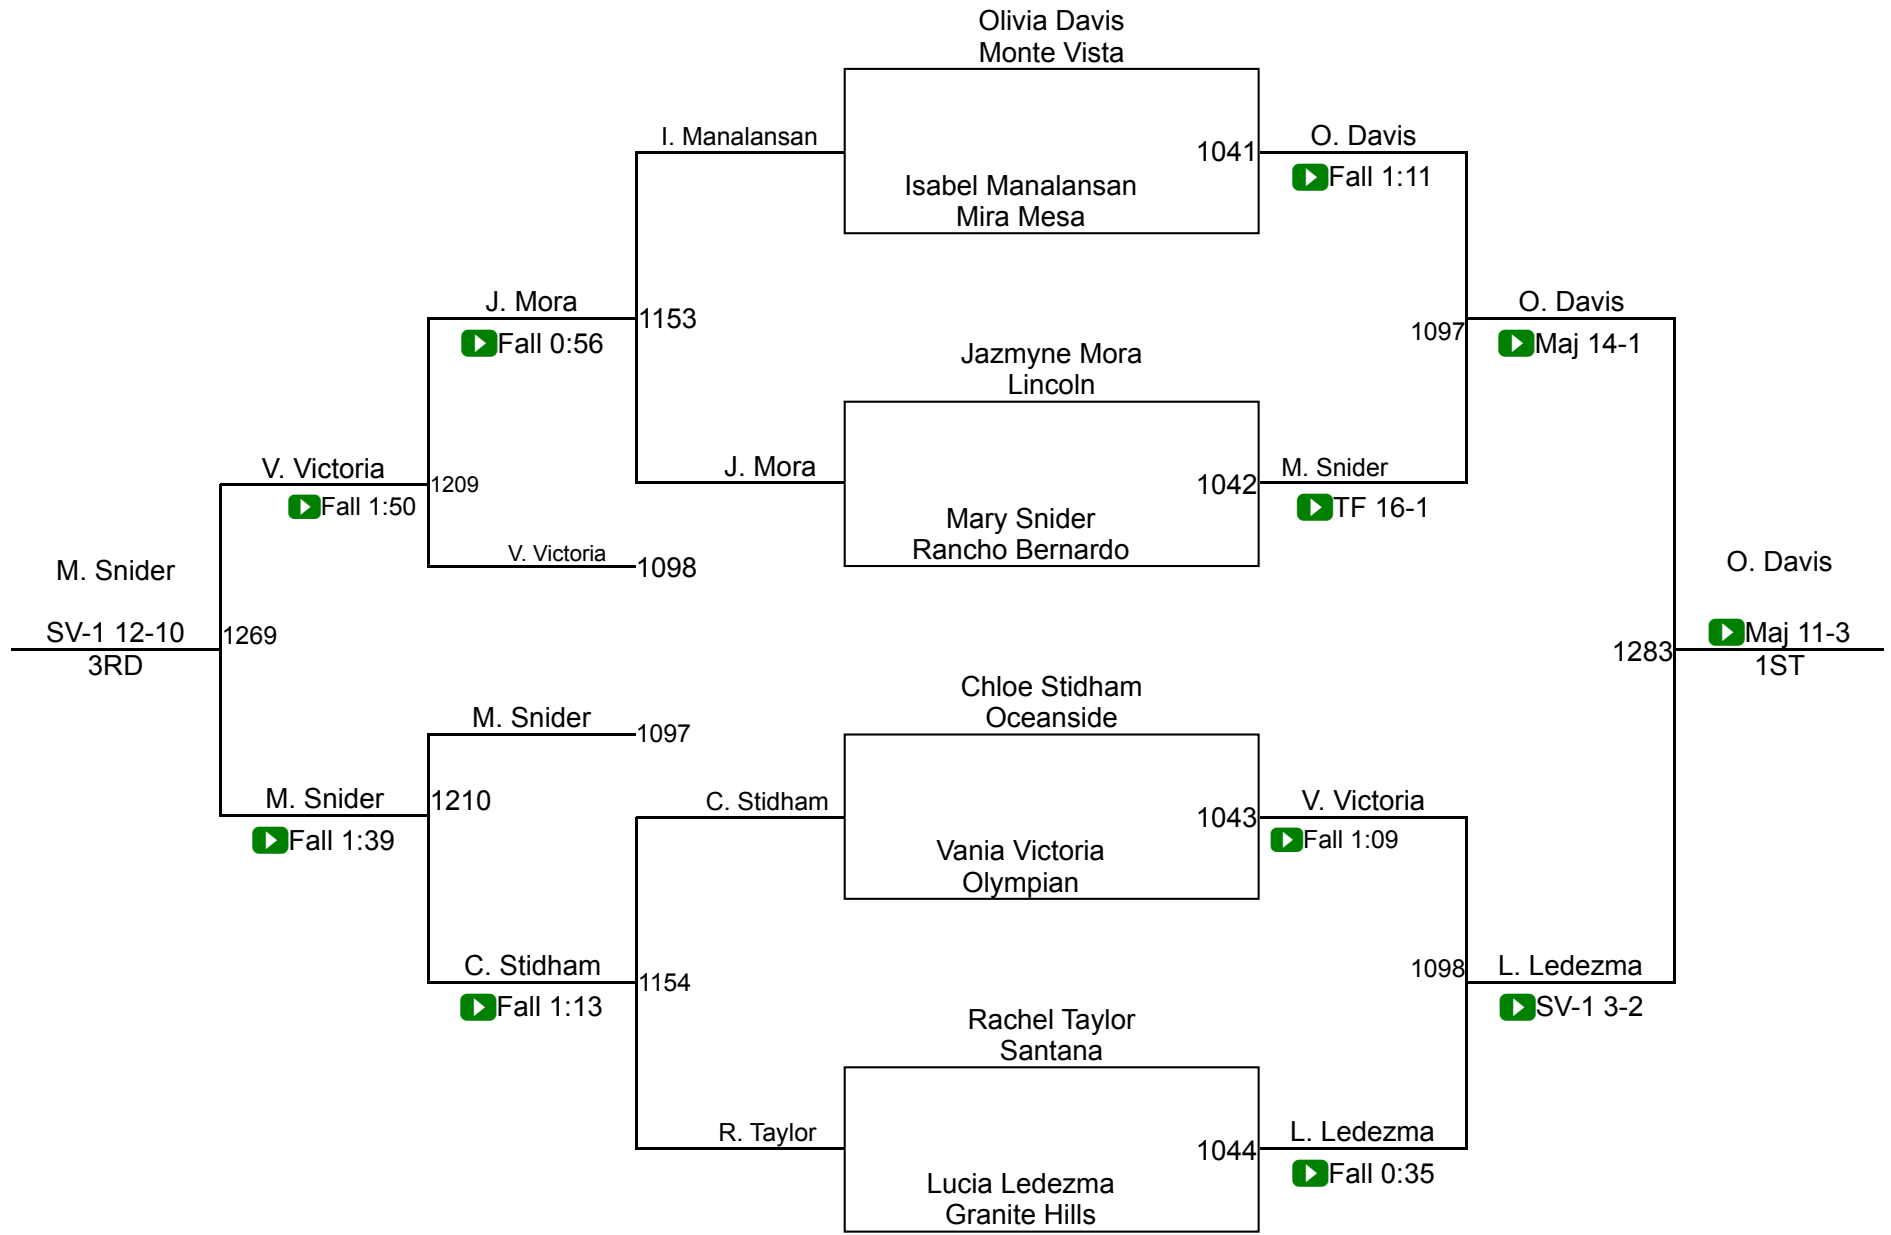 Olivia Davis
Monte Vista
I. Manalansan
1041
O. Davis
Fall 1:11
Isabel Manalansan
Mira Mesa
J. Mora
1153
Fall 0:56
O. Davis
1097
Maj 14-1
Jazmyne Mora
Lincoln
V. Victoria
1209
Fall 1:50
J. Mora
1042
M. Snider
TF 16-1
Mary Snider
Rancho Bernardo
V. Victoria
1098
M. Snider
SV-1 12-10
3RD
1269
O. Davis
1283
Maj 11-3
1ST
Chloe Stidham
Oceanside
M. Snider
1097
M. Snider
1210
Fall 1:39
C. Stidham
1043
V. Victoria
Fall 1:09
Vania Victoria
Olympian
C. Stidham
1154
Fall 1:13
1098
L. Ledezma
SV-1 3-2
Rachel Taylor
Santana
R. Taylor
1044
L. Ledezma
Fall 0:35
Lucia Ledezma
Granite Hills